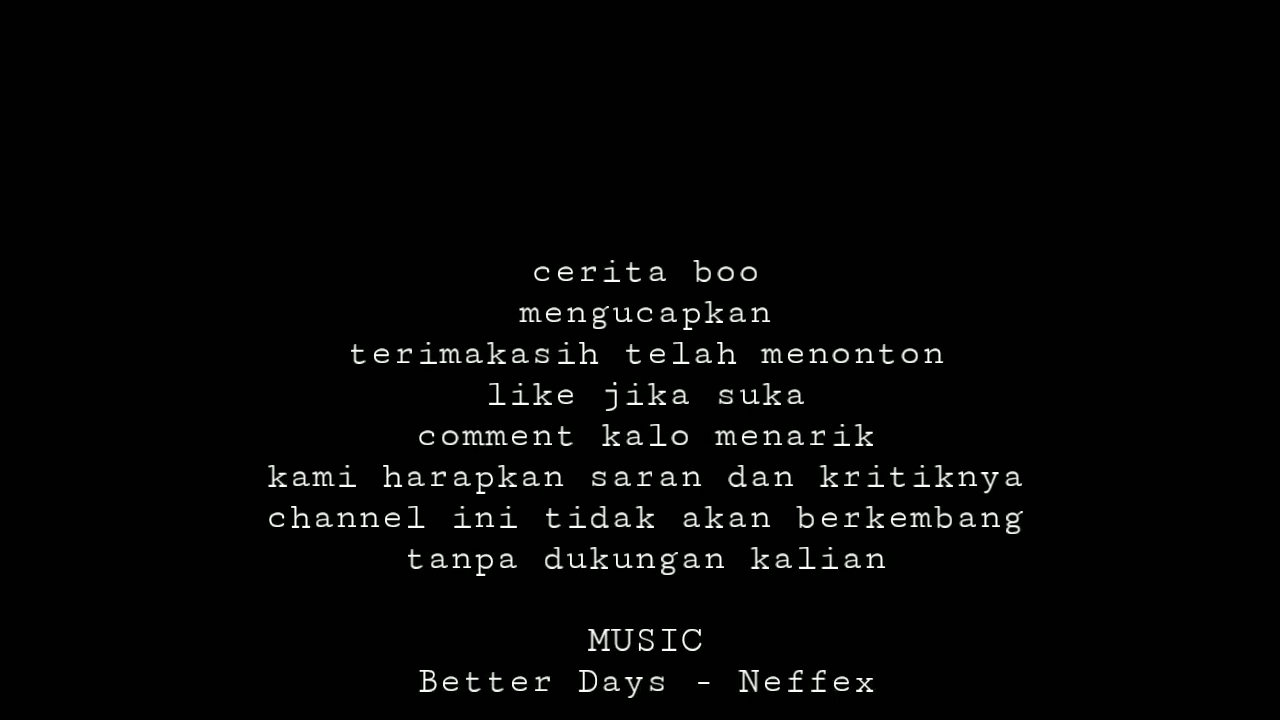 cerita boo
mengucapkan
terimakasih telah menonton
like jika suka
comment kalo menarik
kami harapkan saran dan kritiknya
channel ini tidak akan berkembang
tanpa dukungan kalian
MUSIC
Better Days - Neffex